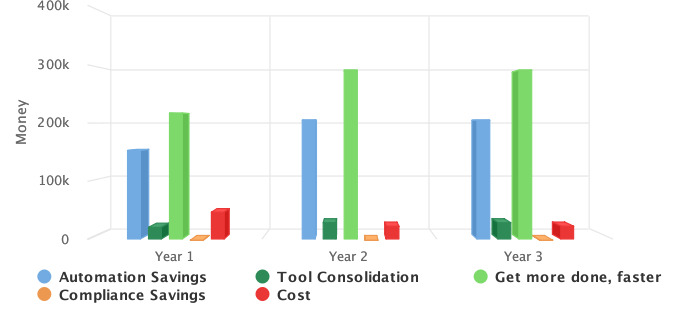 400k
300k
200k
100k
0
Money
Year 1 Year 2 Year 3
Automation Savings Tool Consolidation Get more done, faster
Compliance Savings Cost